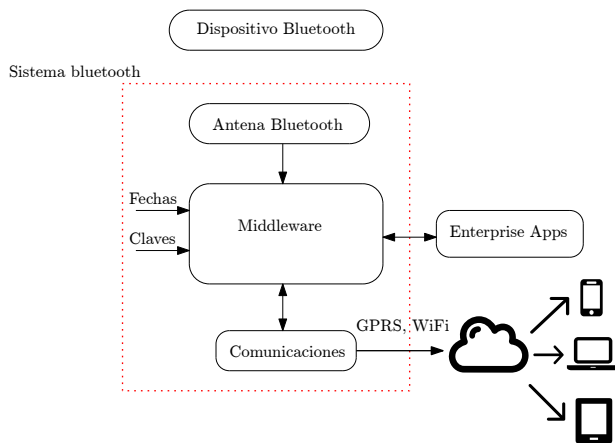 Dispositivo Bluetooth
Sistema bluetooth
Antena Bluetooth
Fechas
Middleware
Claves
Enterprise Apps
GPRS, WiFi
Comunicaciones